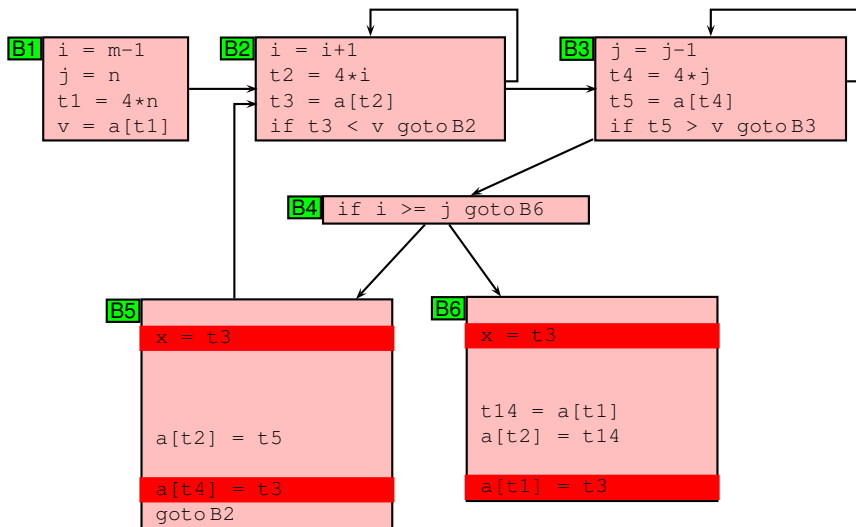 B1
i = m-1
j = n
t1 = 4*n
v = a[t1]
B2
i = i+1
t2 = 4*i
t3 = a[t2]
if t3 < v goto B2
B3
j = j-1
t4 = 4*j
t5 = a[t4]
if t5 > v goto B3
B4
if i >= j goto B6
B5
x = t3
a[t2] = t5
a[t4] = t3
goto B2
B6
x = t3
t14 = a[t1]
a[t2] = t14
a[t1] = t3